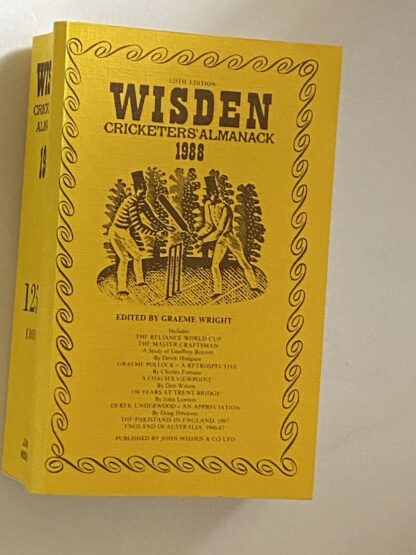 125TH EDITION
WISDEN
CRICKETERS' ALMANACK
1988
EDITED BY GRAEME WRIGHT
Includes
THE RELIANCE WORLD CUP
THE MASTER CRAFTSMAN
A Study of Geoffrey Boycott
By Derek Hodgson
GRAEME POLLOCK – A RETROSPECTIVE
By Charles Fortune
A COACH'S VIEWPOINT
By Don Wilson
150 YEARS AT TRENT BRIDGE
By John Lawson
DEREK UNDERWOOD – AN APPRECIATION
By Doug Ibbotson
THE PAKISTANIS IN ENGLAND, 1987
ENGLAND IN AUSTRALIA, 1986-87
PUBLISHED BY JOHN WISDEN & CO LTD
WIS
CRICK
ALM
19
125
EDIT